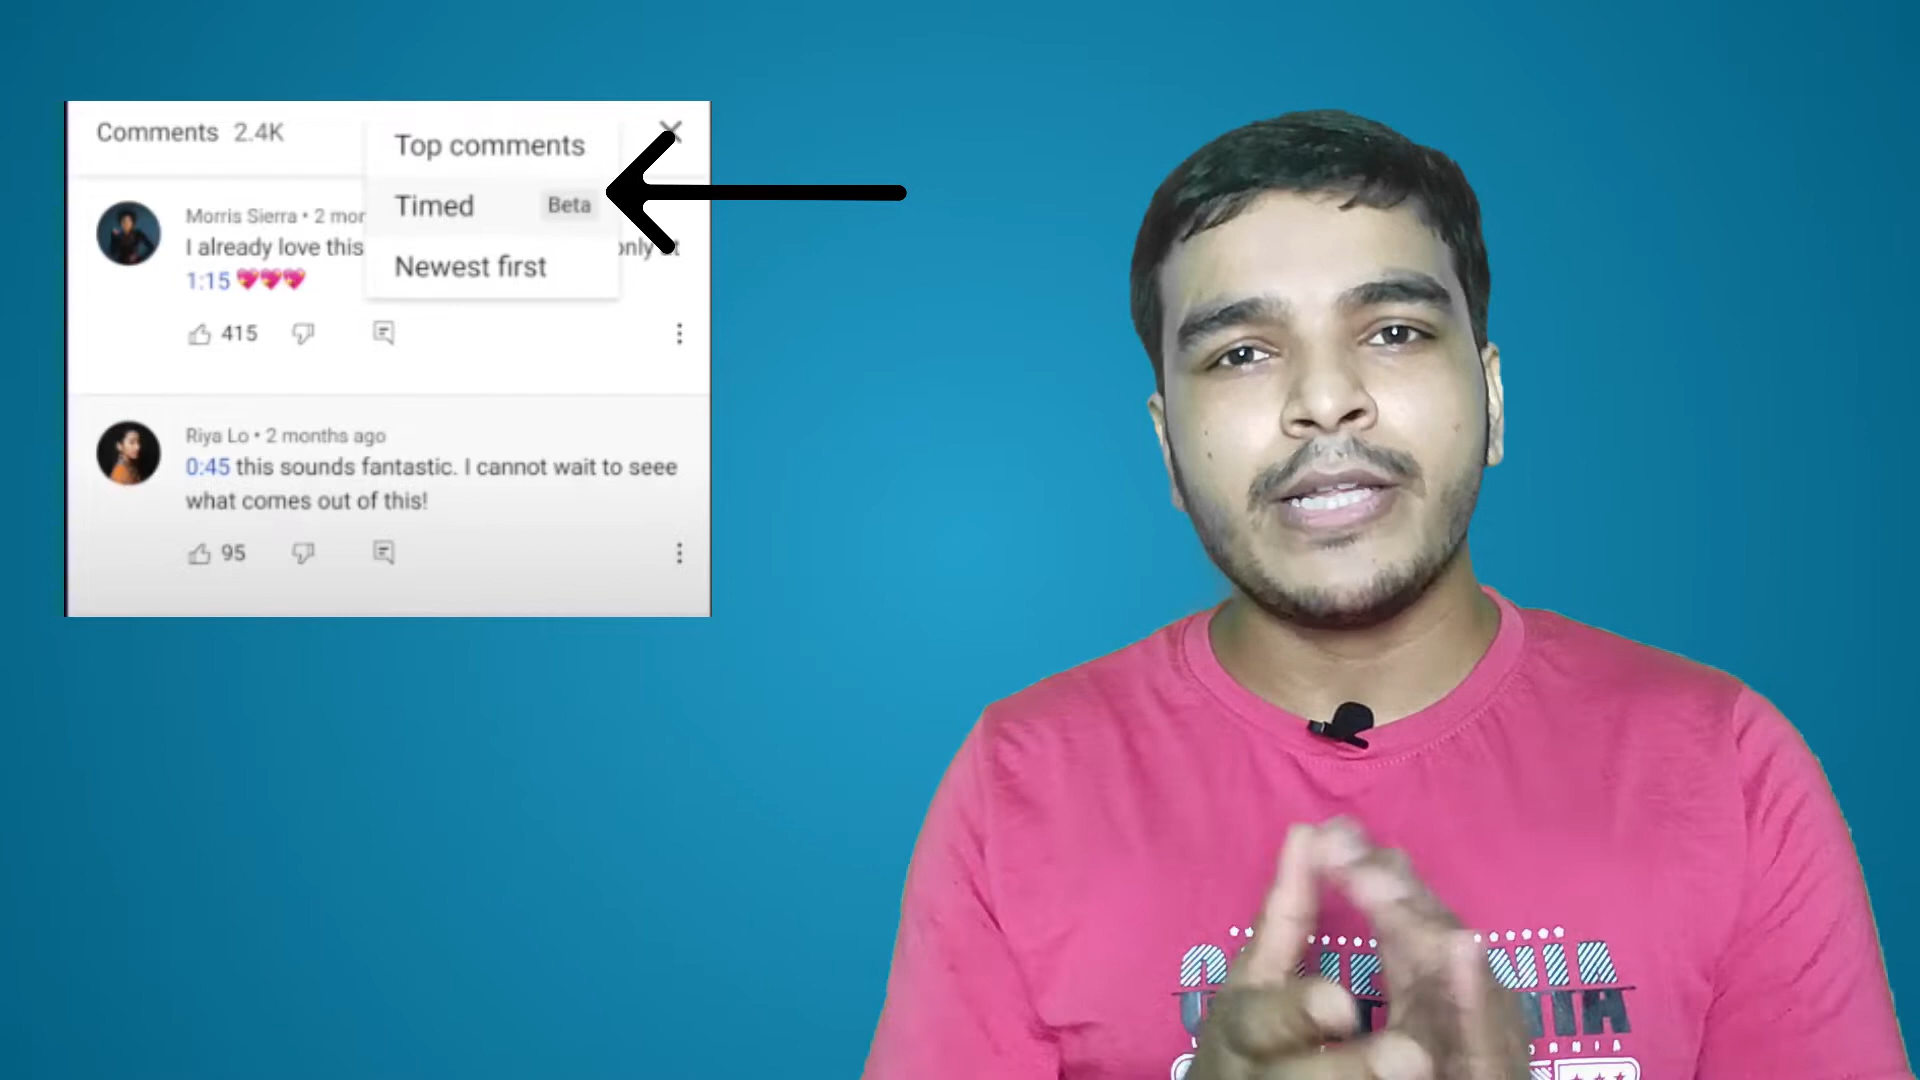 Comments 2.4K
Top comments
Timed Beta
Newest first
Morris Sierra • 2
I already love this
only
1:15 💖💖💖
415
Riya Lo • 2 months ago
0:45 this sounds fantastic. I cannot wait to seee
what comes out of this!
95